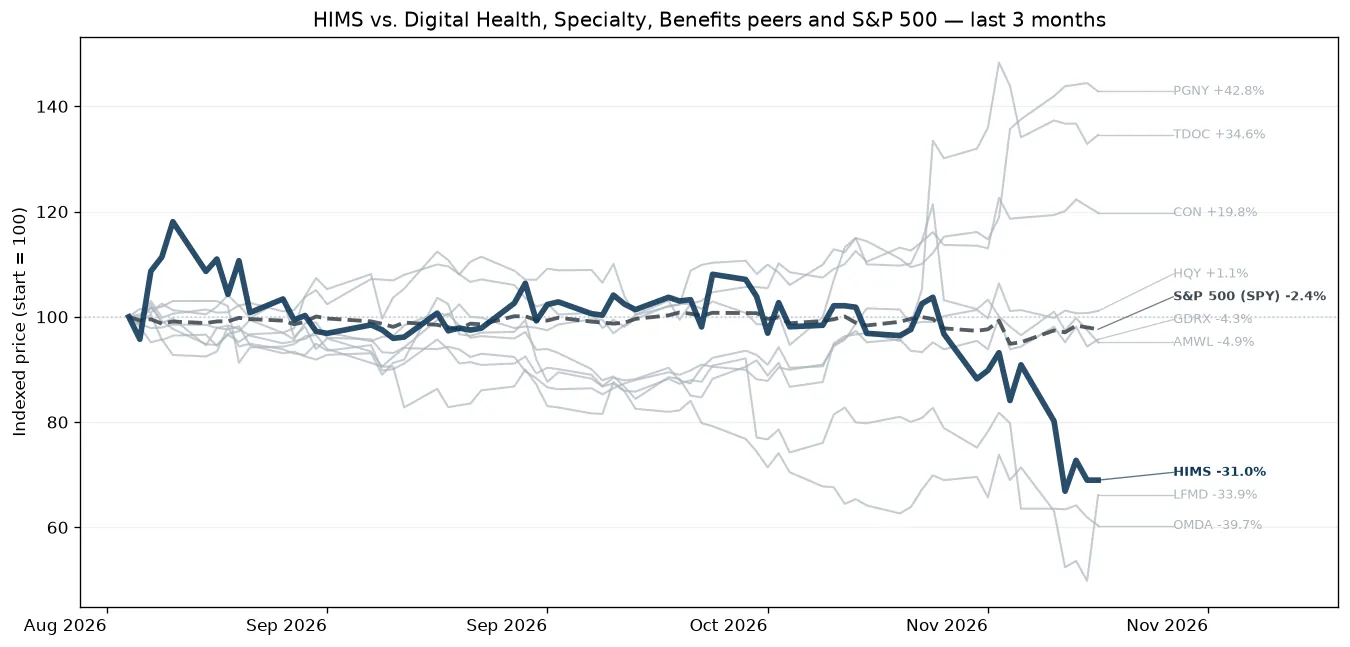 HIMS vs. Digital Health, Specialty, Benefits peers and S&P 500 — last 3 months
Indexed price (start = 100)
140
120
100
80
60
PGNY +42.8%
TDOC +34.6%
CON +19.8%
HQY +1.1%
S&P 500 (SPY) -2.4%
GDRX -4.3%
AMWL -4.9%
HIMS -31.0%
LFMD -33.9%
OMDA -39.7%
Aug 2026
Sep 2026
Sep 2026
Oct 2026
Nov 2026
Nov 2026